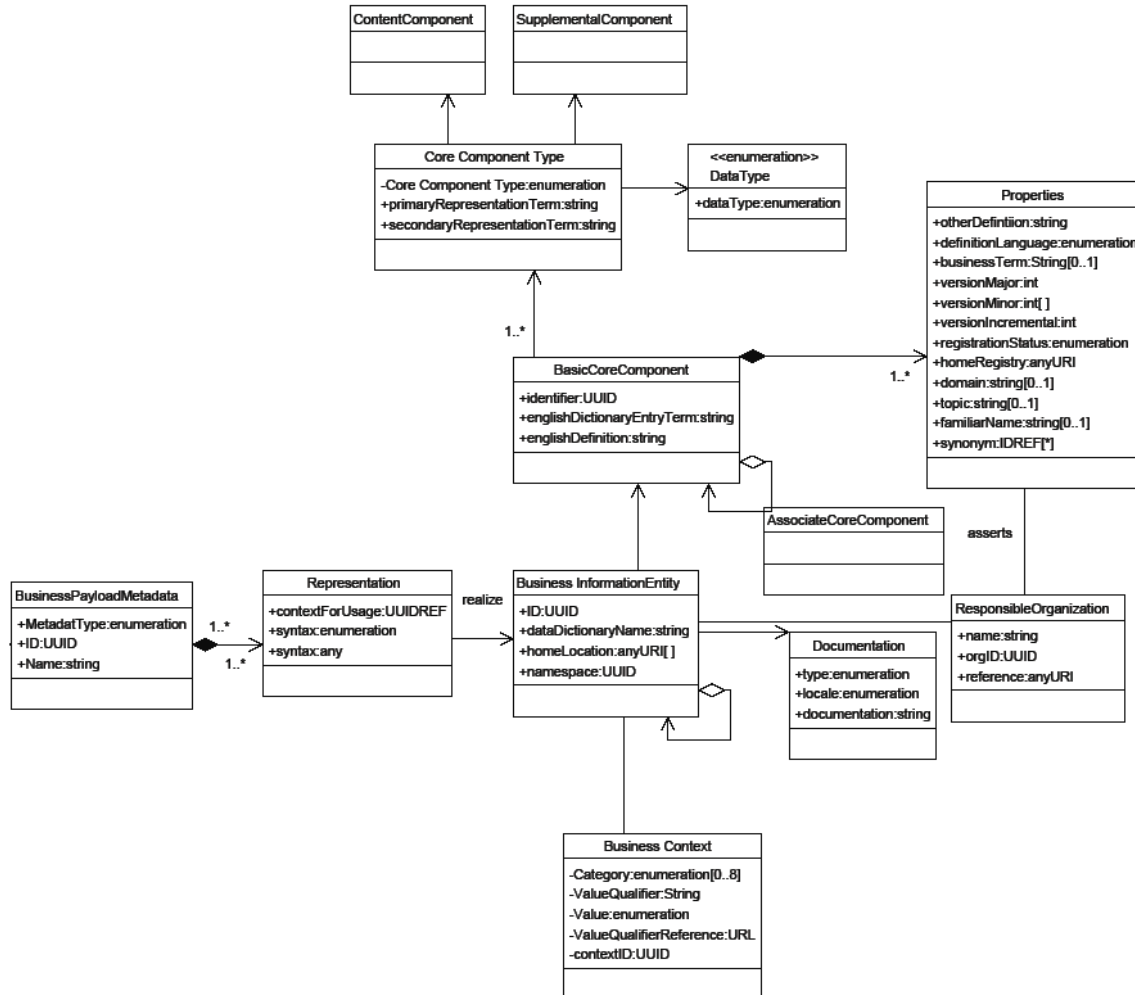 ContentComponent
SupplementalComponent
Core Component Type
-Core Component Type:enumeration
+primaryRepresentationTerm:string
+secondaryRepresentationTerm:string
<<enumeration>>
DataType
+dataType:enumeration
Properties
+otherDefintiion:string
+definitionLanguage:enumeration
+businessTerm:String[0..1]
+versionMajor:int
+versionMinor:int[ ]
+versionIncremental:int
+registrationStatus:enumeration
+homeRegistry:anyURI
+domain:string[0..1]
+topic:string[0..1]
+familiarName:string[0..1]
+synonym:IDREF[*]
1..*
BasicCoreComponent
+identifier:UUID
+englishDictionaryEntryTerm:string
+englishDefinition:string
1..*
AssociateCoreComponent
asserts
BusinessPayloadMetadata
+MetadatType:enumeration
+ID:UUID
+Name:string
1..*
1..*
Representation
+contextForUsage:UUIDREF
+syntax:enumeration
+syntax:any
realize
Business InformationEntity
+ID:UUID
+dataDictionaryName:string
+homeLocation:anyURI[ ]
+namespace:UUID
Documentation
+type:enumeration
+locale:enumeration
+documentation:string
ResponsibleOrganization
+name:string
+orgID:UUID
+reference:anyURI
Business Context
-Category:enumeration[0..8]
-ValueQualifier:String
-Value:enumeration
-ValueQualifierReference:URL
-contextID:UUID